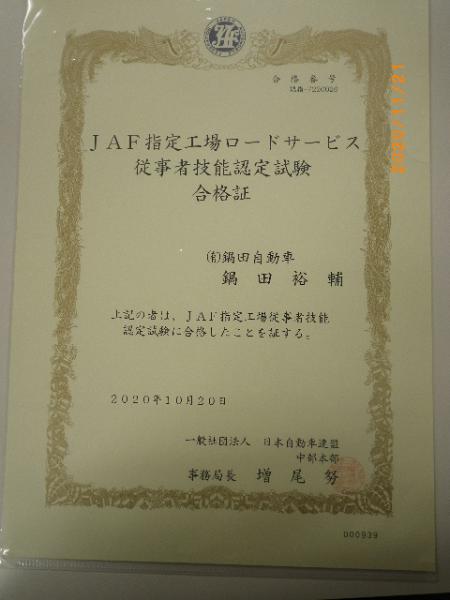 合格番号
JAF指定工場ロードサービス
従事者技能認定試験
合格証
㈲鍋田自動車
鍋田裕輔
上記の者は、JAF指定工場従事者技能
認定試験に合格したことを証する。
2020年10月20日
一般社団法人 日本自動車連盟
中部本部
事務局長 増尾努
000939
2020/11/21